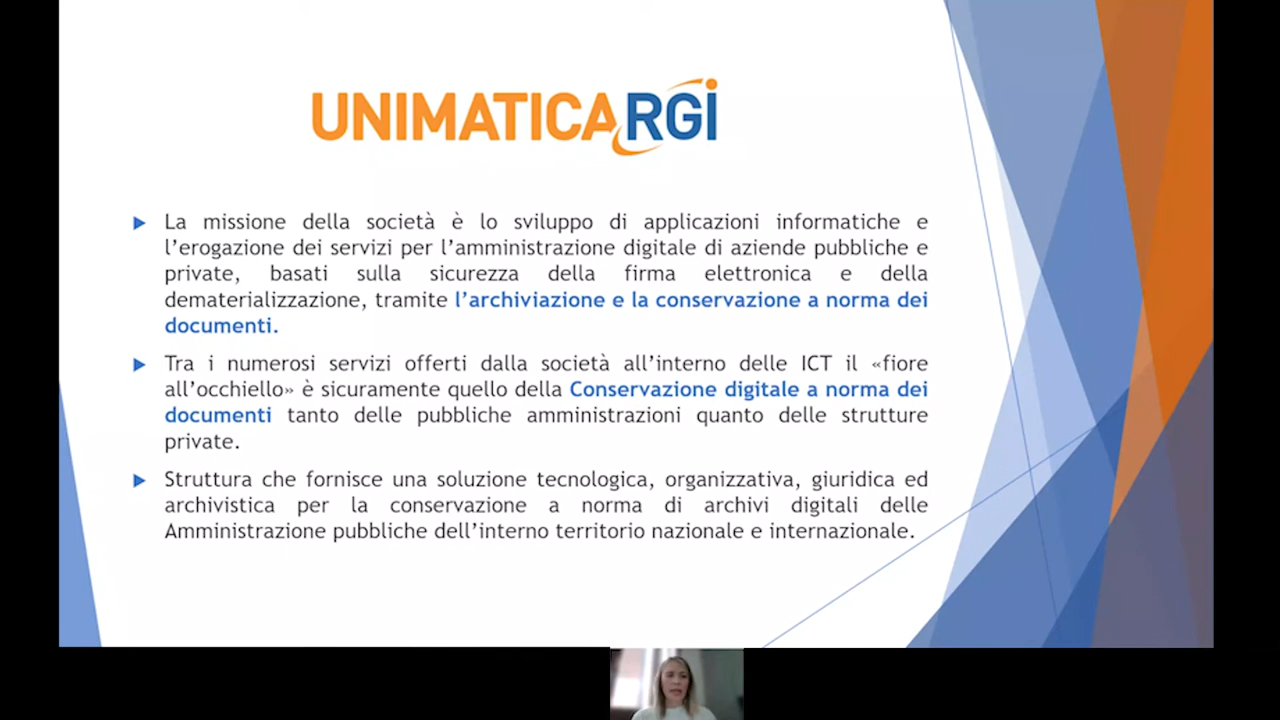 UNIMATICA RGI
La missione della società è lo sviluppo di applicazioni informatiche e
l'erogazione dei servizi per l'amministrazione digitale di aziende pubbliche e
private, basati sulla sicurezza della firma elettronica e della
dematerializzazione, tramite l'archiviazione e la conservazione a norma dei
documenti.
Tra i numerosi servizi offerti dalla società all'interno delle ICT il «fiore
all'occhiello» è sicuramente quello della Conservazione digitale a norma dei
documenti tanto delle pubbliche amministrazioni quanto delle strutture
private.
Struttura che fornisce una soluzione tecnologica, organizzativa, giuridica ed
archivistica per la conservazione a norma di archivi digitali delle
Amministrazione pubbliche dell'interno territorio nazionale e internazionale.